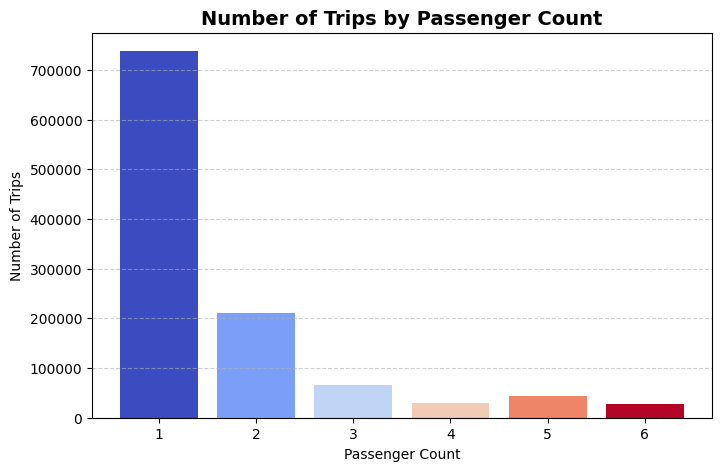 Number of Trips by Passenger Count
700000
600000
500000
400000
300000
200000
100000
0
Number of Trips
1 2 3 4 5 6
Passenger Count